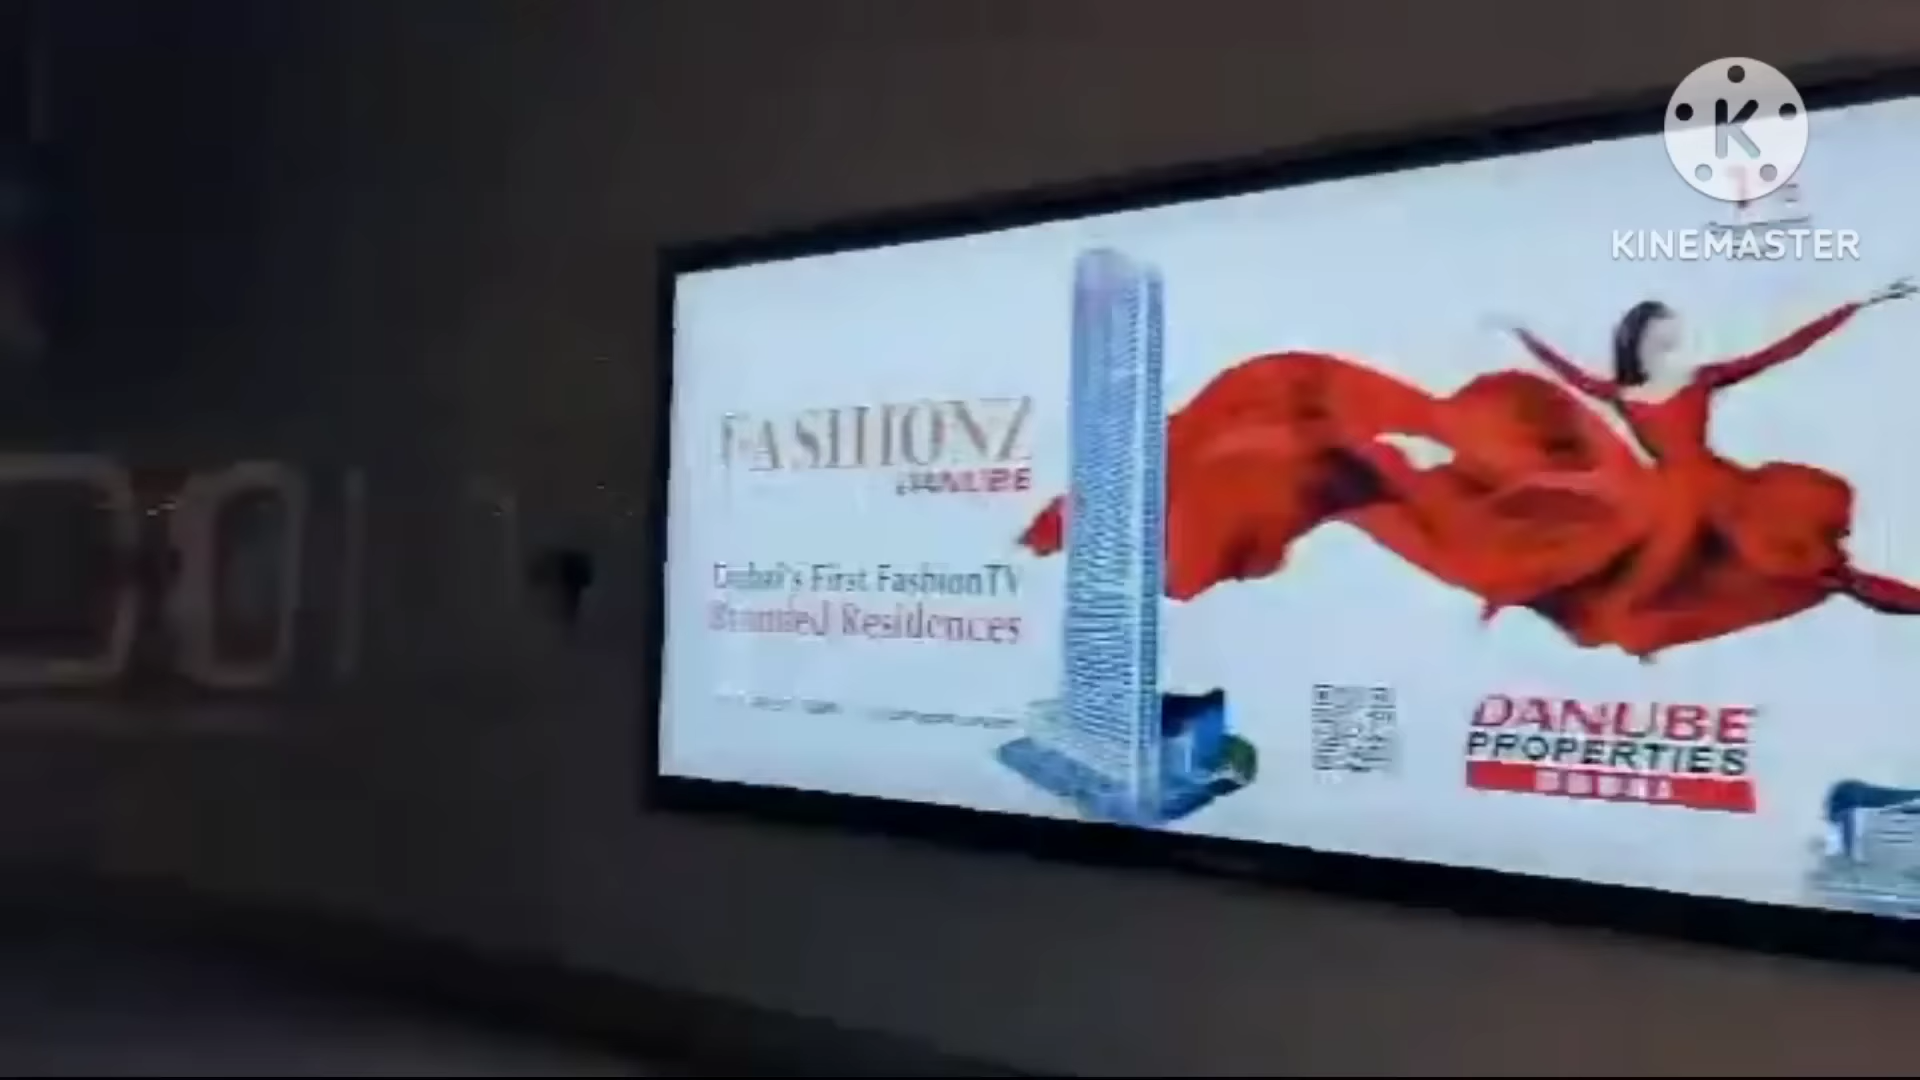 K
KINEMASTER
FASHIONZ
DANUBE
Dubai's First FashionTV
Branded Residences
DANUBE
PROPERTIES